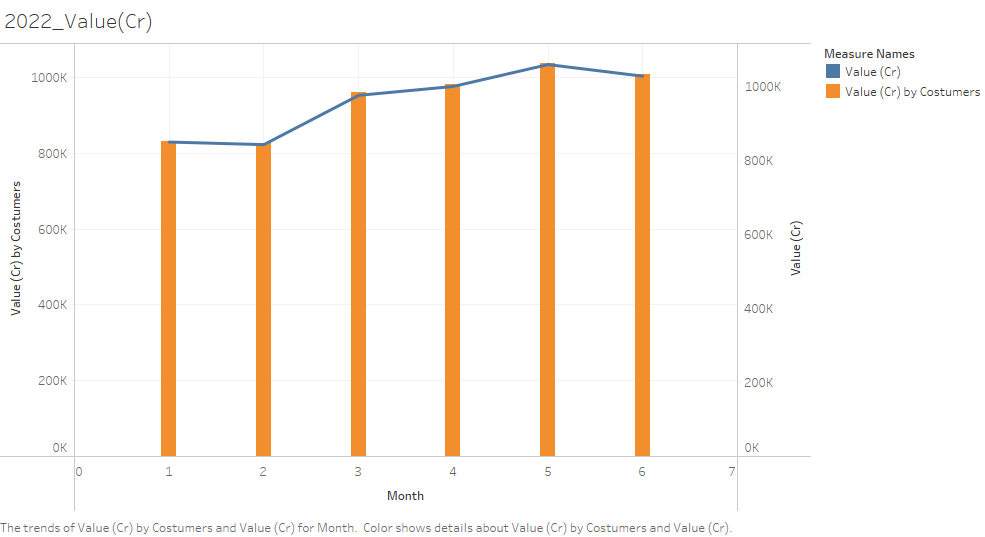 2022_Value(Cr)
Measure Names
Value (Cr)
Value (Cr) by Costumers
Value (Cr) by Costumers
1000K
800K
600K
400K
200K
0K
1000K
800K
600K
400K
200K
0K
Value (Cr)
0 1 2 3 4 5 6 7
Month
The trends of Value (Cr) by Costumers and Value (Cr) for Month. Color shows details about Value (Cr) by Costumers and Value (Cr).